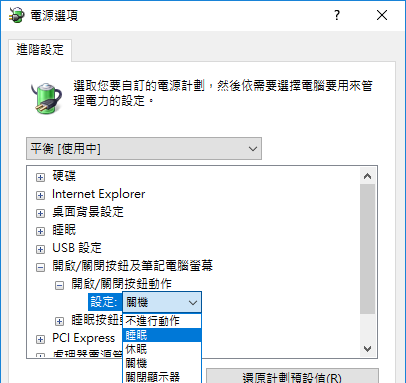 電源選項
進階設定
選取您要自訂的電源計劃，然後依需要選擇電腦要用來管
理電力的設定。
平衡 [使用中]
硬碟
Internet Explorer
桌面背景設定
睡眠
USB 設定
開啟/關閉按鈕及筆記電腦螢幕
開啟/關閉按鈕動作
設定: 關機
不進行動作
睡眠按鈕
睡眠
PCI Express
休眠
關機
處理器電源管
關閉顯示器
還原計劃預設值(R)